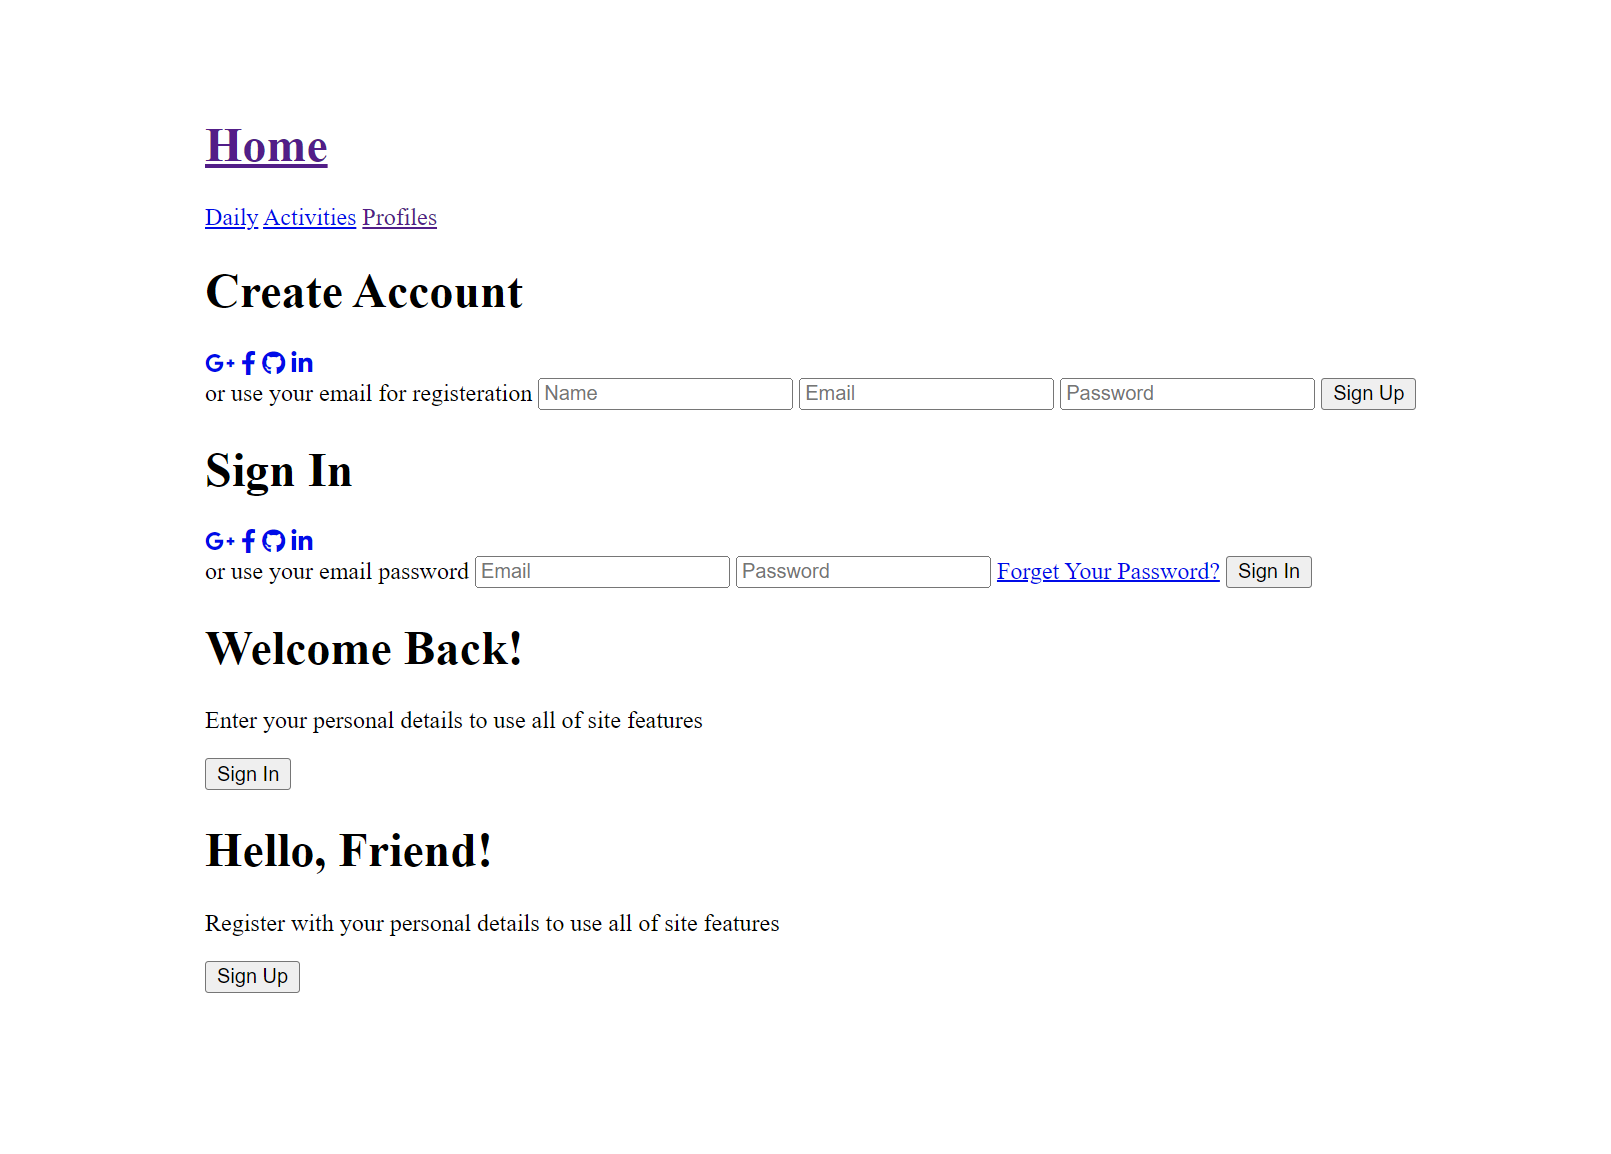 Home
Daily Activities Profiles
Create Account
G+ f in
or use your email for registeration Name Email Password Sign Up
Sign In
G+ f in
or use your email password Email Password Forget Your Password? Sign In
Welcome Back!
Enter your personal details to use all of site features
Sign In
Hello, Friend!
Register with your personal details to use all of site features
Sign Up